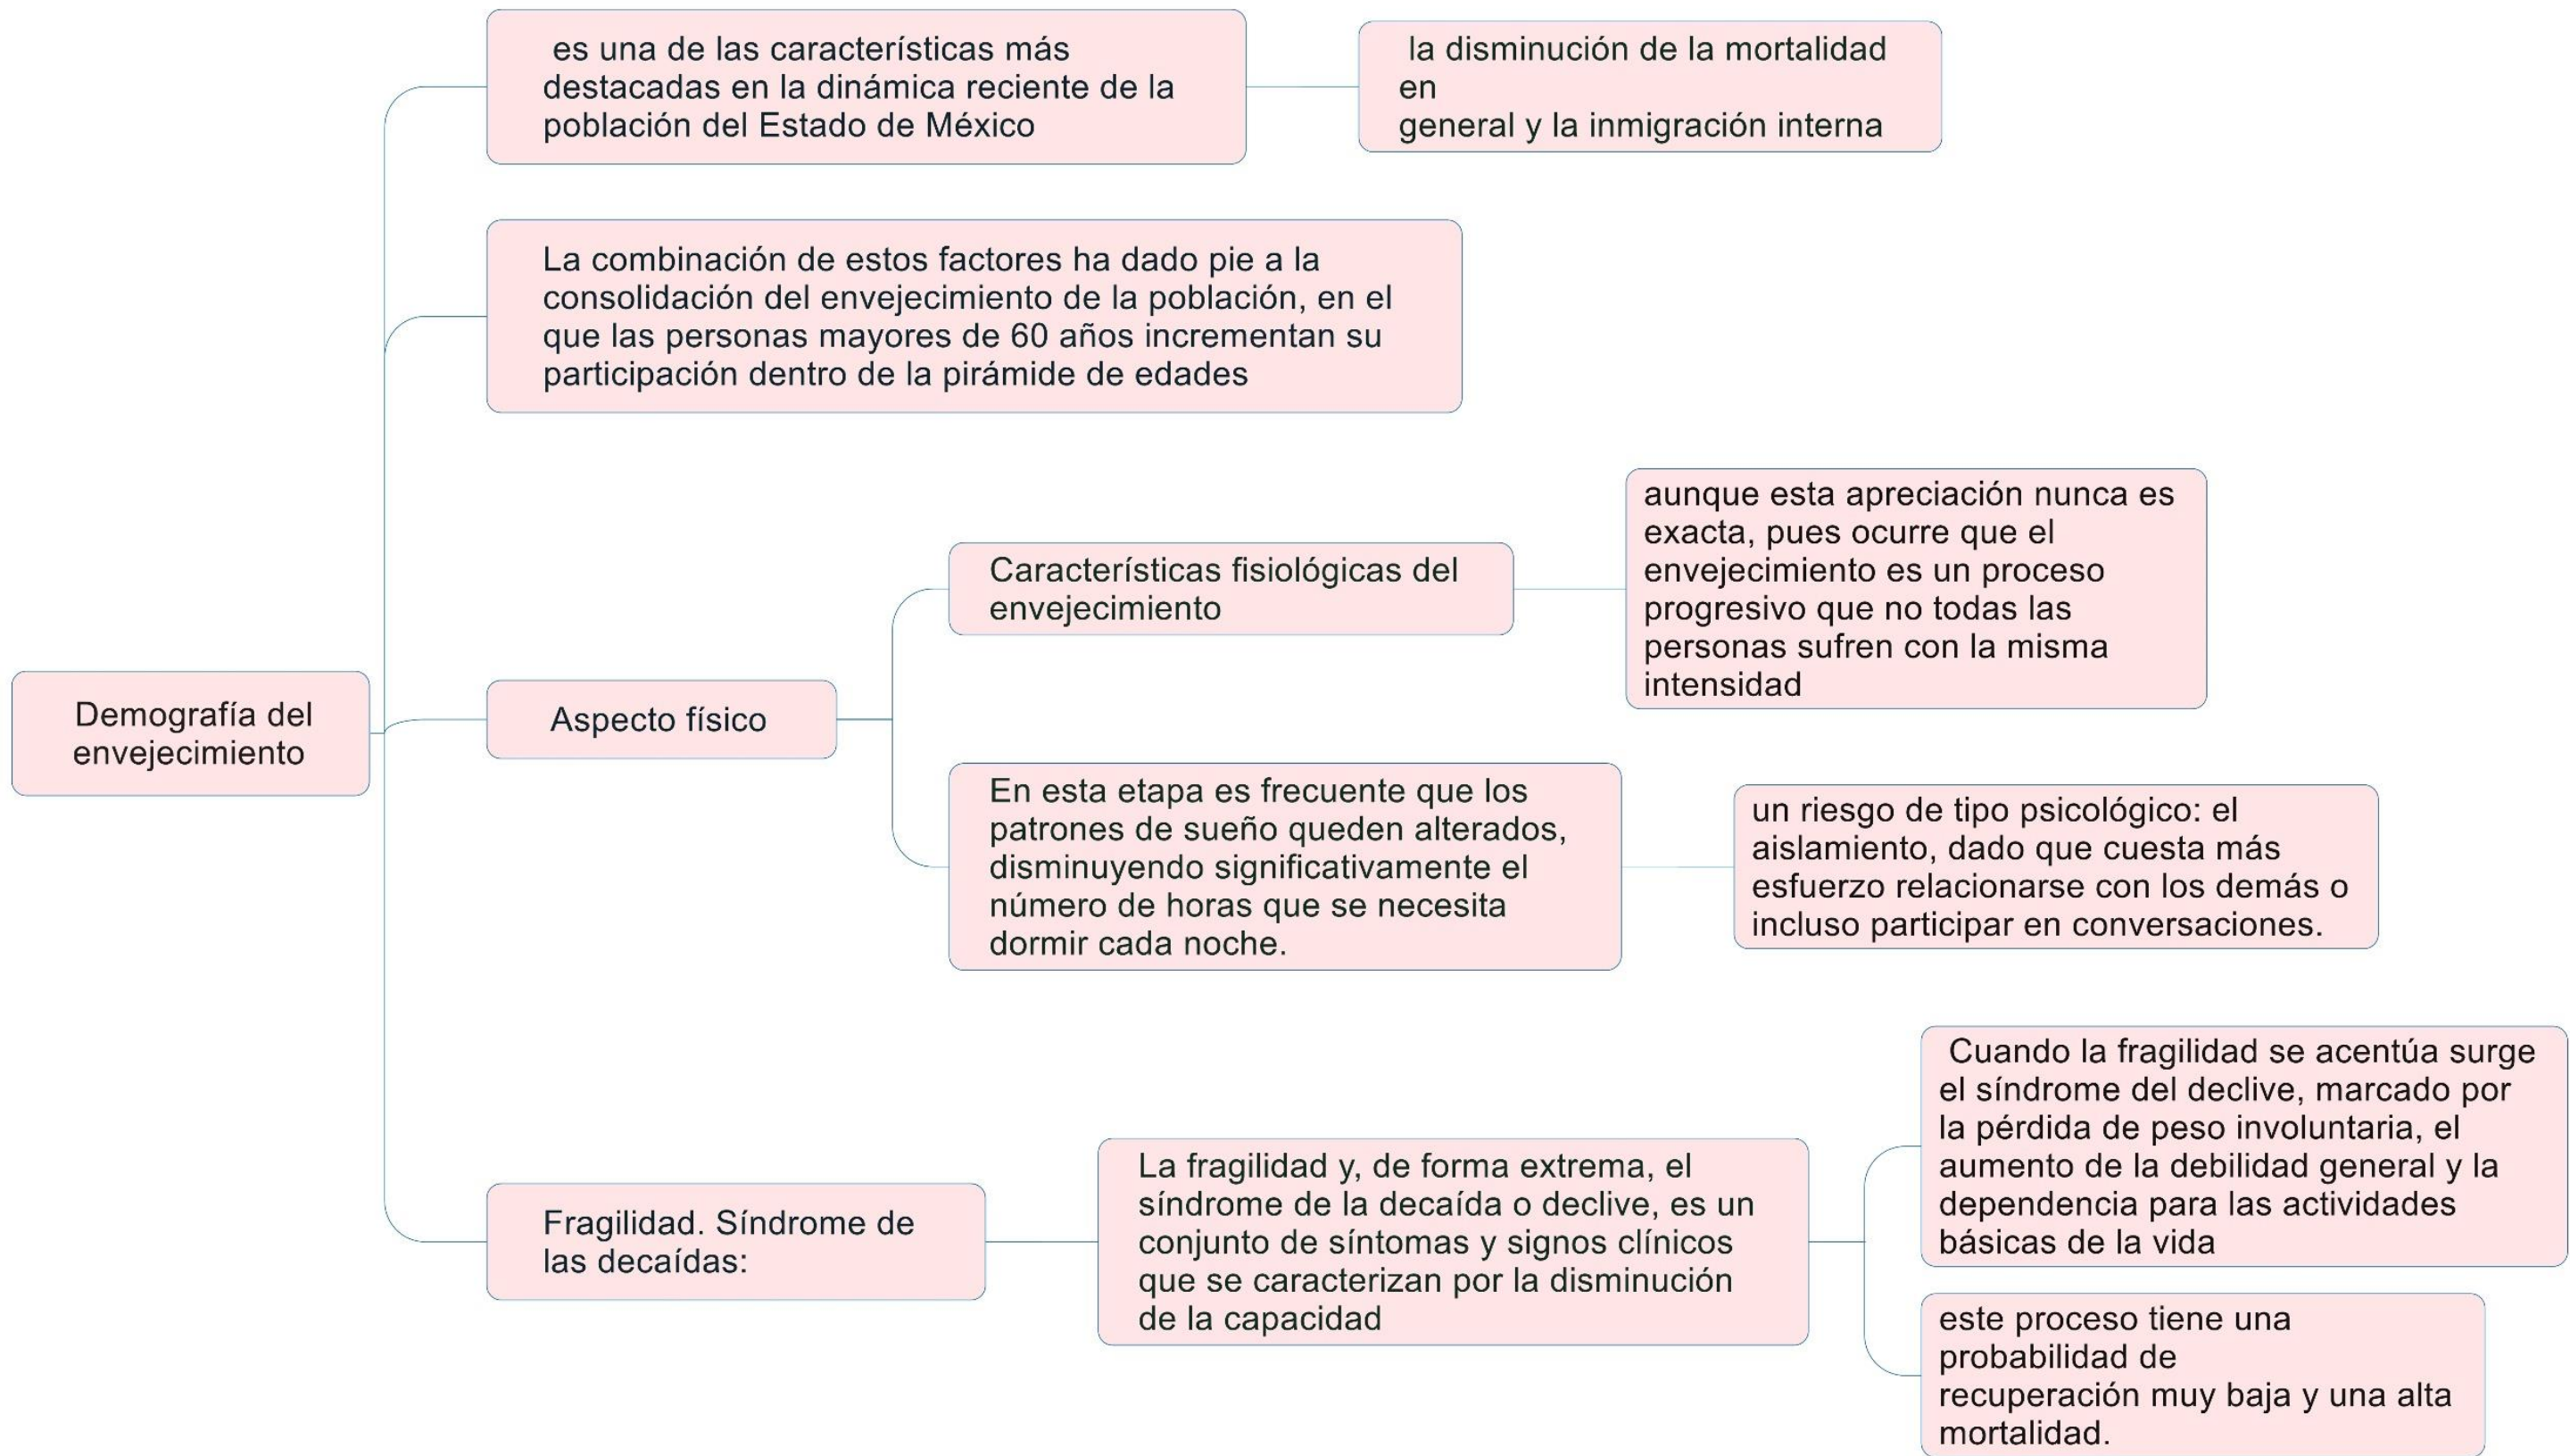 es una de las características más
destacadas en la dinámica reciente de la
población del Estado de México
la disminución de la mortalidad
en
general y la inmigración interna
La combinación de estos factores ha dado pie a la
consolidación del envejecimiento de la población, en el
que las personas mayores de 60 años incrementan su
participación dentro de la pirámide de edades
Demografía del
envejecimiento
Aspecto físico
Características fisiológicas del
envejecimiento
aunque esta apreciación nunca es
exacta, pues ocurre que el
envejecimiento es un proceso
progresivo que no todas las
personas sufren con la misma
intensidad
En esta etapa es frecuente que los
patrones de sueño queden alterados,
disminuyendo significativamente el
número de horas que se necesita
dormir cada noche.
un riesgo de tipo psicológico: el
aislamiento, dado que cuesta más
esfuerzo relacionarse con los demás o
incluso participar en conversaciones.
Fragilidad. Síndrome de
las decaídas:
La fragilidad y, de forma extrema, el
síndrome de la decaída o declive, es un
conjunto de síntomas y signos clínicos
que se caracterizan por la disminución
de la capacidad
Cuando la fragilidad se acentúa surge
el síndrome del declive, marcado por
la pérdida de peso involuntaria, el
aumento de la debilidad general y la
dependencia para las actividades
básicas de la vida
este proceso tiene una
probabilidad de
recuperación muy baja y una alta
mortalidad.